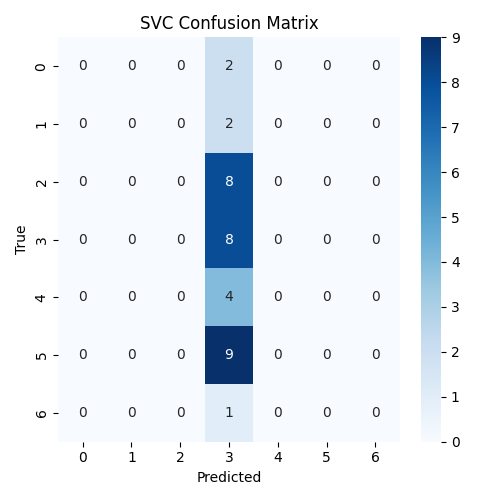 SVC Confusion Matrix
9
0 0 0 0 2 0 0 0
8
1 0 0 0 2 0 0 0
7
2 0 0 0 8 0 0 0
6
5
True
3 0 0 0 8 0 0 0
4
4 0 0 0 4 0 0 0
3
5 0 0 0 9 0 0 0
2
1
6 0 0 0 1 0 0 0
0
0 1 2 3 4 5 6
Predicted